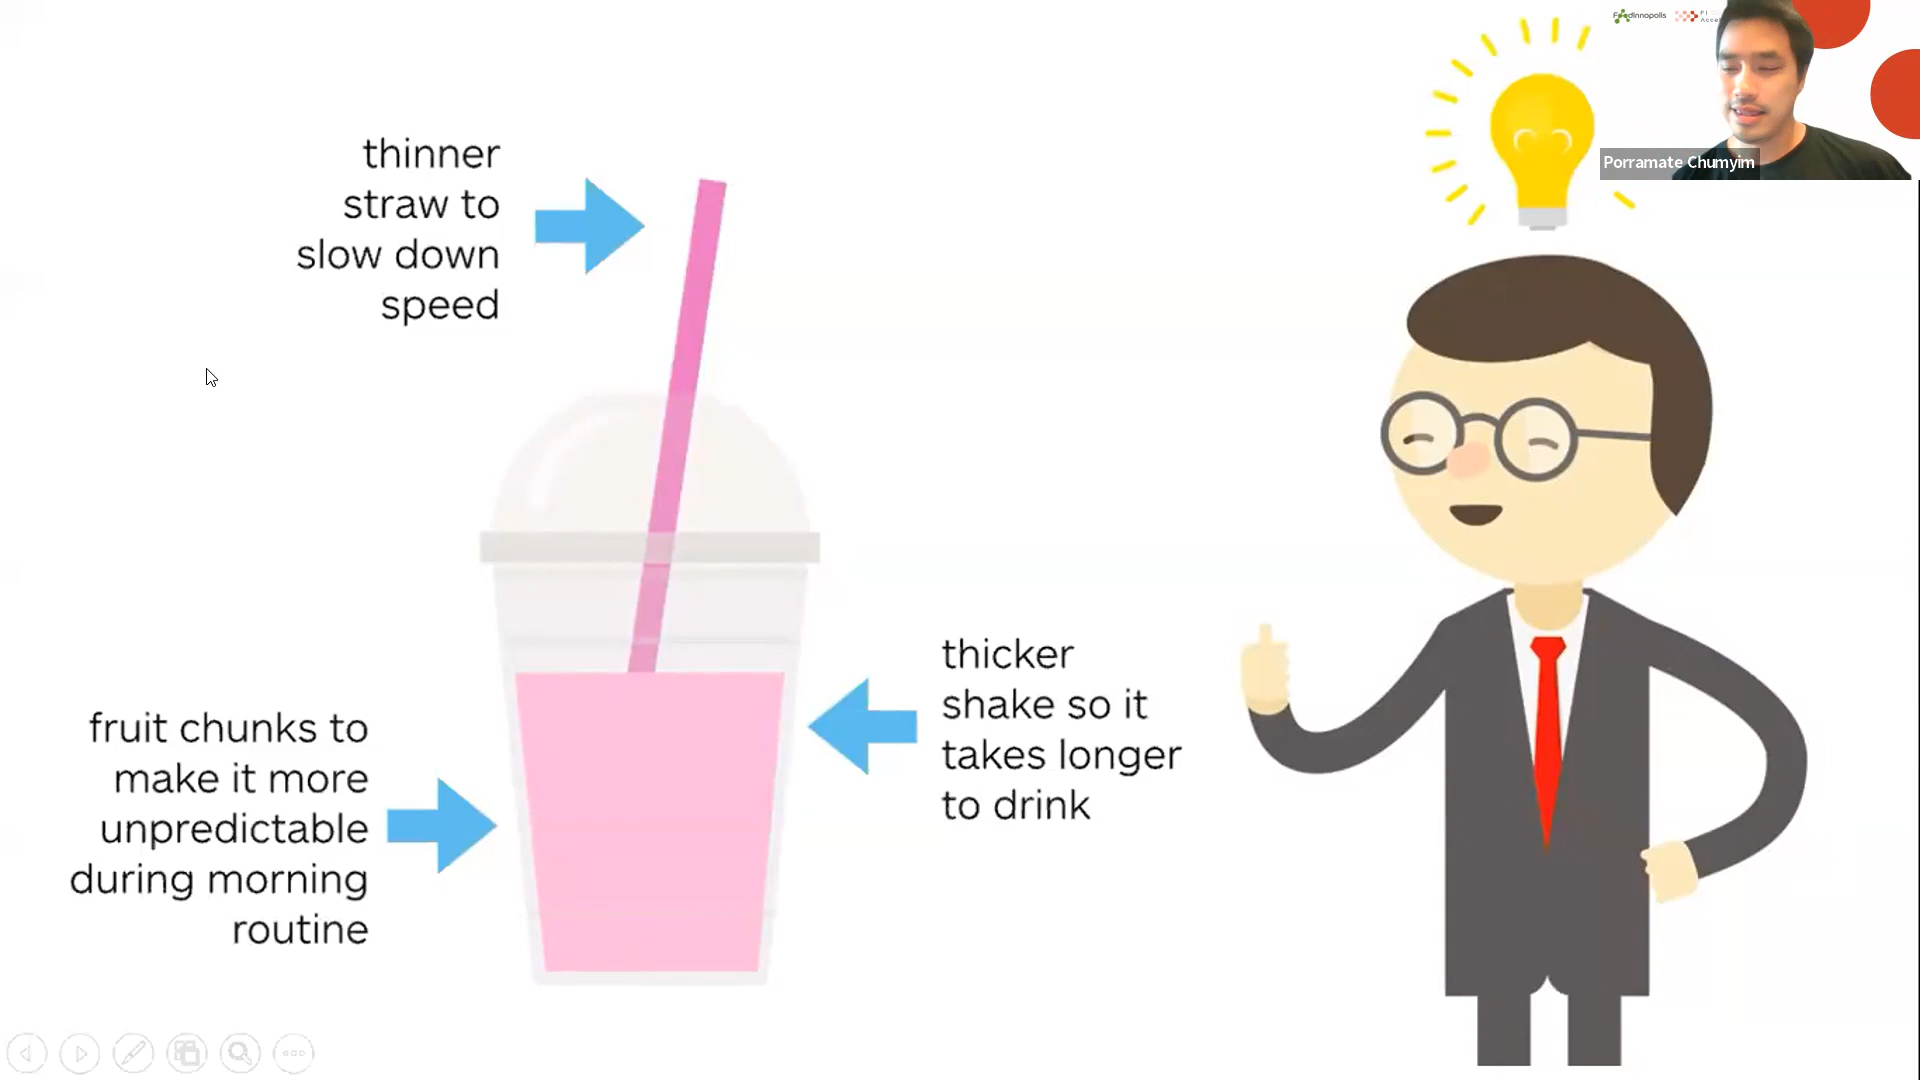 Foodinnopolis
thinner
straw to
slow down
speed
Porramate Chumyim
thicker
shake so it
takes longer
to drink
fruit chunks to
make it more
unpredictable
during morning
routine